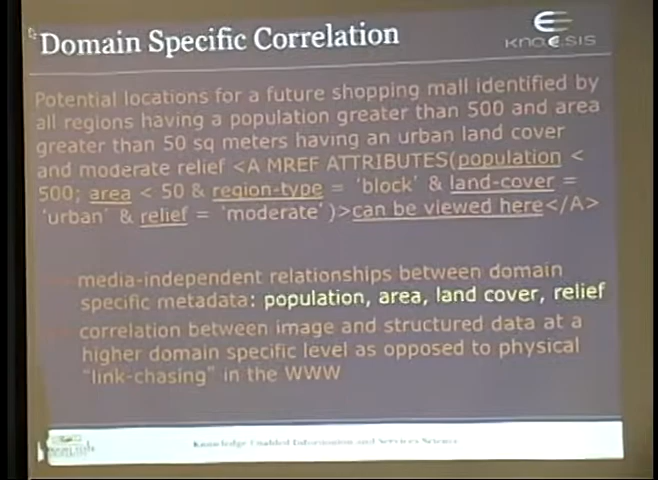 Domain Specific Correlation
kno.e.sis
Potential locations for a future shopping mall identified by
all regions having a population greater than 500 and area
greater than 50 sq meters having an urban land cover
and moderate relief <A MREF ATTRIBUTES(population <
500; area < 50 & region-type = 'block' & land-cover =
'urban' & relief = 'moderate')>can be viewed here</A>
media-independent relationships between domain
specific metadata: population, area, land cover, relief
correlation between image and structured data at a
higher domain specific level as opposed to physical
"link-chasing" in the WWW
Knowledge Enabled Information and Services Science